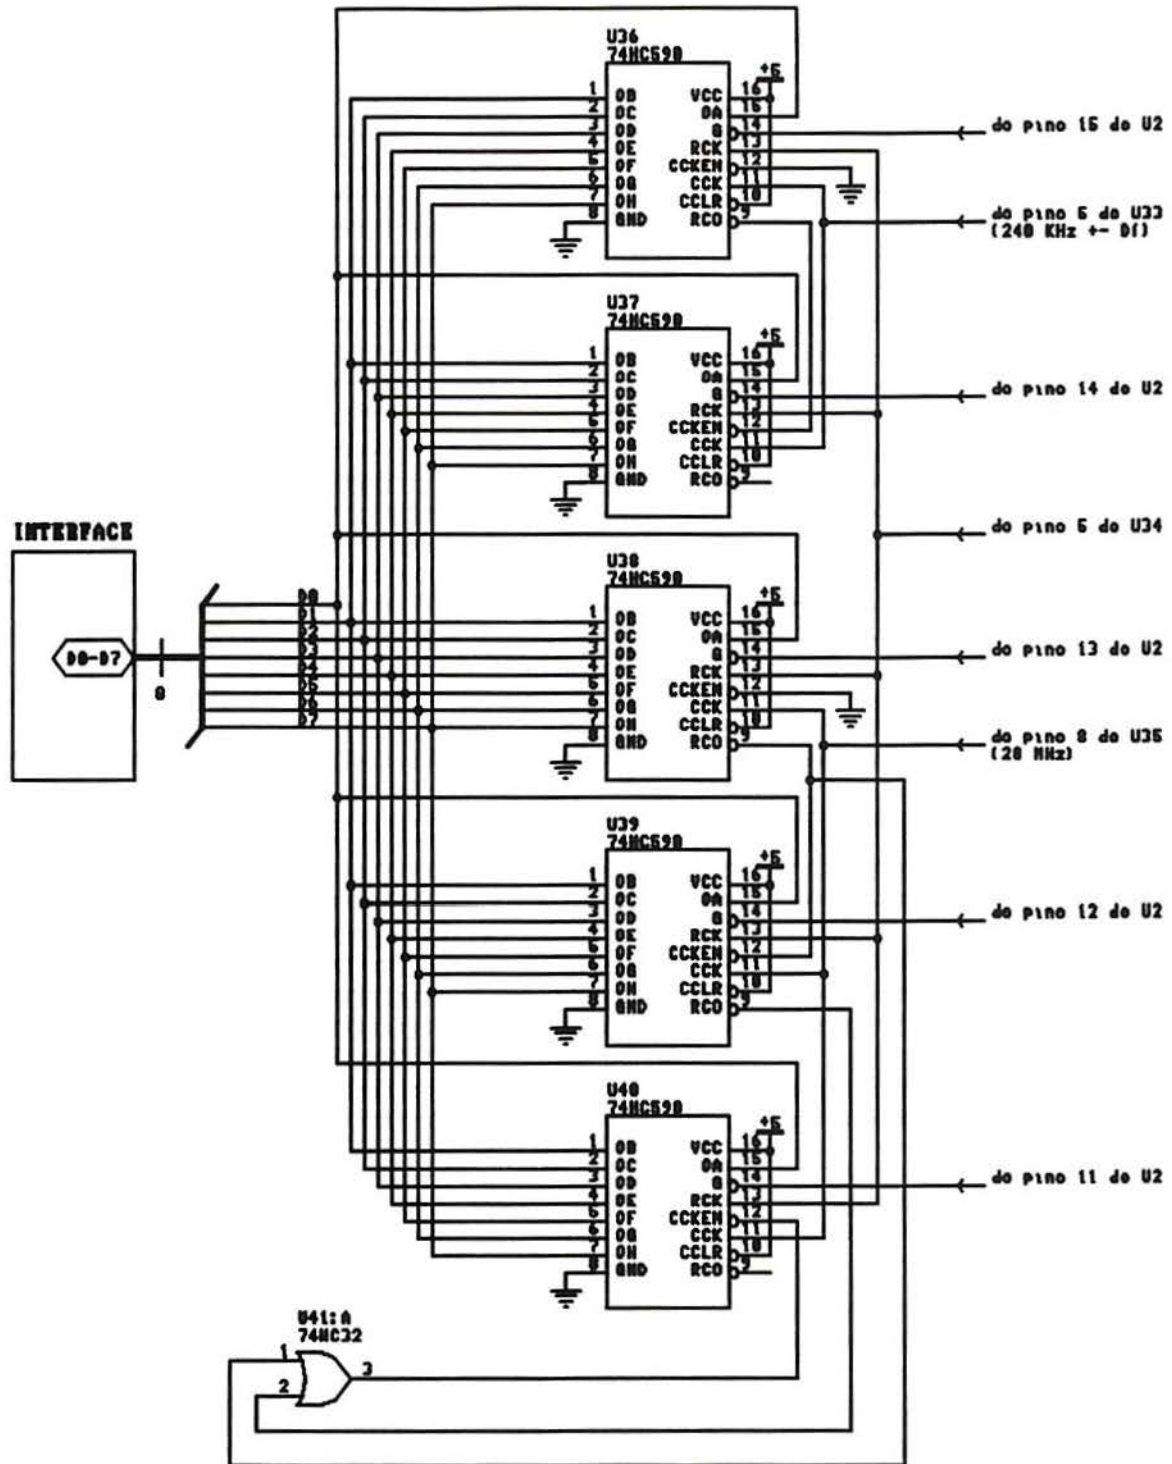 U36
74HC590
1 QB VCC 16 +5
2 QC QA 15
3 QD G 14 do pino 15 do U2
4 QE RCK 13
5 QF CCKEN 12
6 QG CCK 11
7 QH CCLR 10
8 GND RCO 9 do pino 5 do U33
(240 KHz +- Df)
U37
74HC590
1 QB VCC 16 +5
2 QC QA 15
3 QD G 14 do pino 14 do U2
4 QE RCK 13
5 QF CCKEN 12
6 QG CCK 11
7 QH CCLR 10
8 GND RCO 9
do pino 5 do U34
INTERFACE
D0-D7
8
D0
D1
D2
D3
D4
D5
D6
D7
U38
74HC590
1 QB VCC 16 +5
2 QC QA 15
3 QD G 14 do pino 13 do U2
4 QE RCK 13
5 QF CCKEN 12
6 QG CCK 11
7 QH CCLR 10
8 GND RCO 9 do pino 8 do U35
(20 MHz)
U39
74HC590
1 QB VCC 16 +5
2 QC QA 15
3 QD G 14 do pino 12 do U2
4 QE RCK 13
5 QF CCKEN 12
6 QG CCK 11
7 QH CCLR 10
8 GND RCO 9
U40
74HC590
1 QB VCC 16 +5
2 QC QA 15
3 QD G 14 do pino 11 do U2
4 QE RCK 13
5 QF CCKEN 12
6 QG CCK 11
7 QH CCLR 10
8 GND RCO 9
U41:A
74HC32
1
2
3